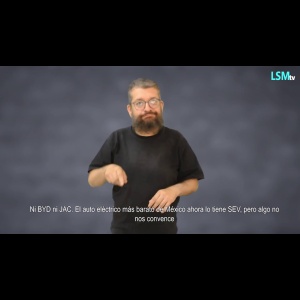 LSMtv
Ni BYD ni JAC. El auto eléctrico más barato de México ahora lo tiene SEV, pero algo no
nos convence